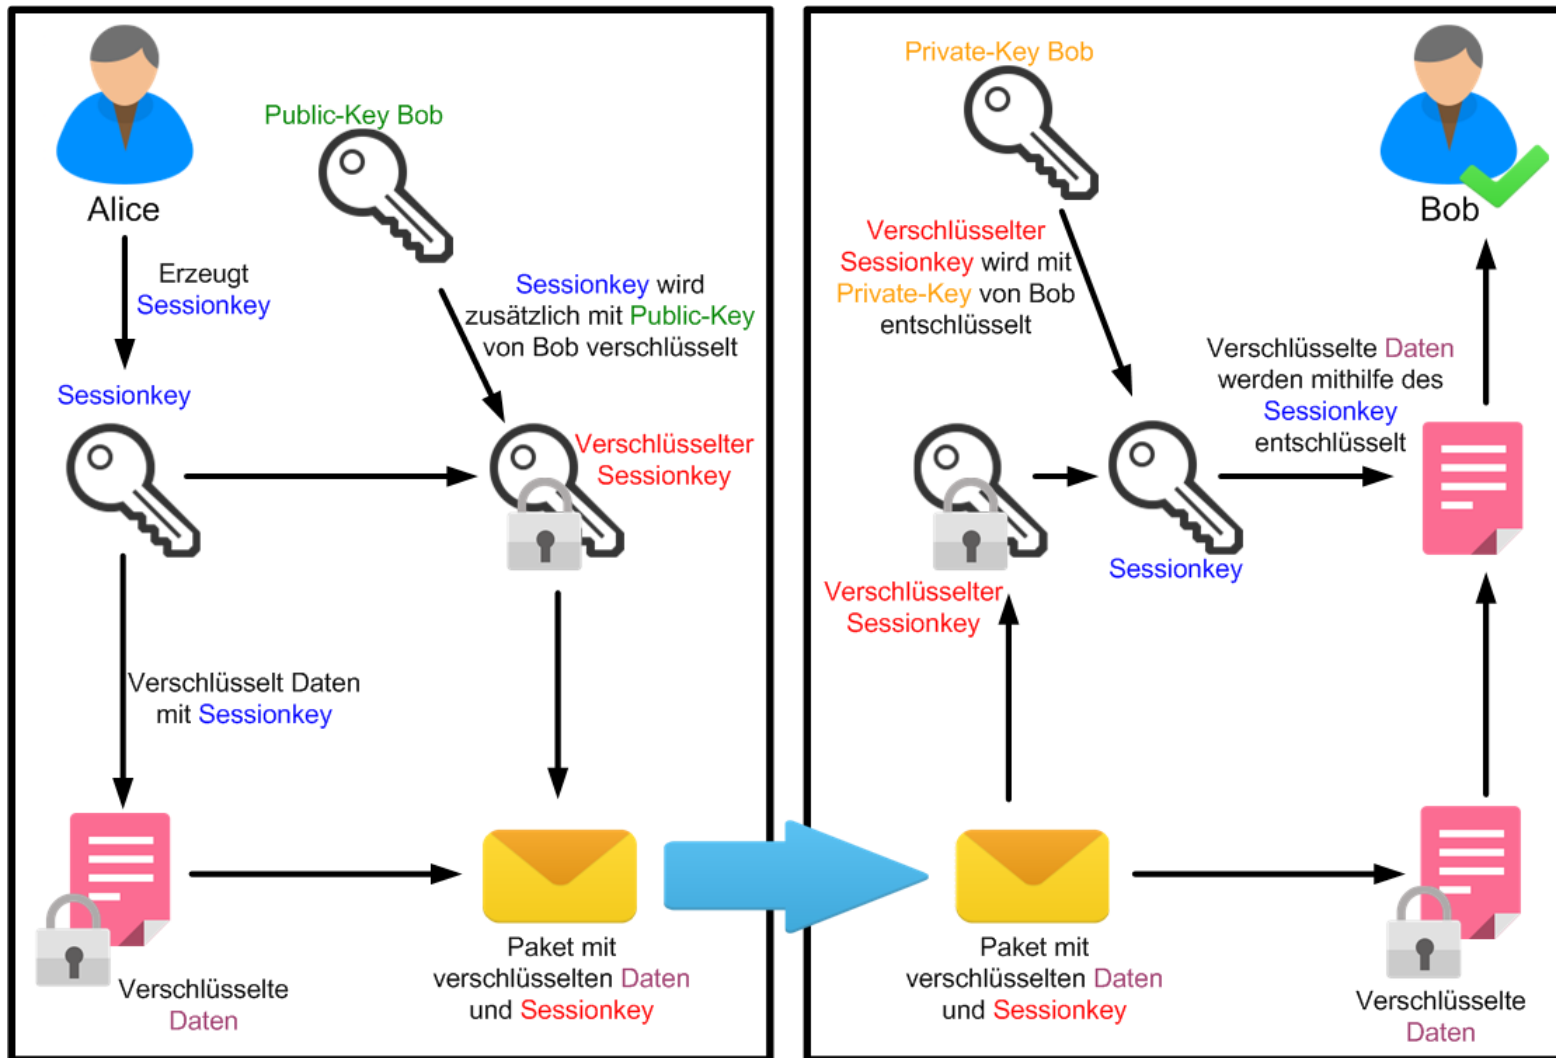 Alice
Public-Key Bob
Erzeugt
Sessionkey
Sessionkey wird
zusätzlich mit Public-Key
von Bob verschlüsselt
Sessionkey
Verschlüsselter
Sessionkey
Verschlüsselt Daten
mit Sessionkey
Verschlüsselte
Daten
Paket mit
verschlüsselten Daten
und Sessionkey
Private-Key Bob
Bob
Verschlüsselter
Sessionkey wird mit
Private-Key von Bob
entschlüsselt
Verschlüsselte Daten
werden mithilfe des
Sessionkey
entschlüsselt
Sessionkey
Verschlüsselter
Sessionkey
Paket mit
verschlüsselten Daten
und Sessionkey
Verschlüsselte
Daten